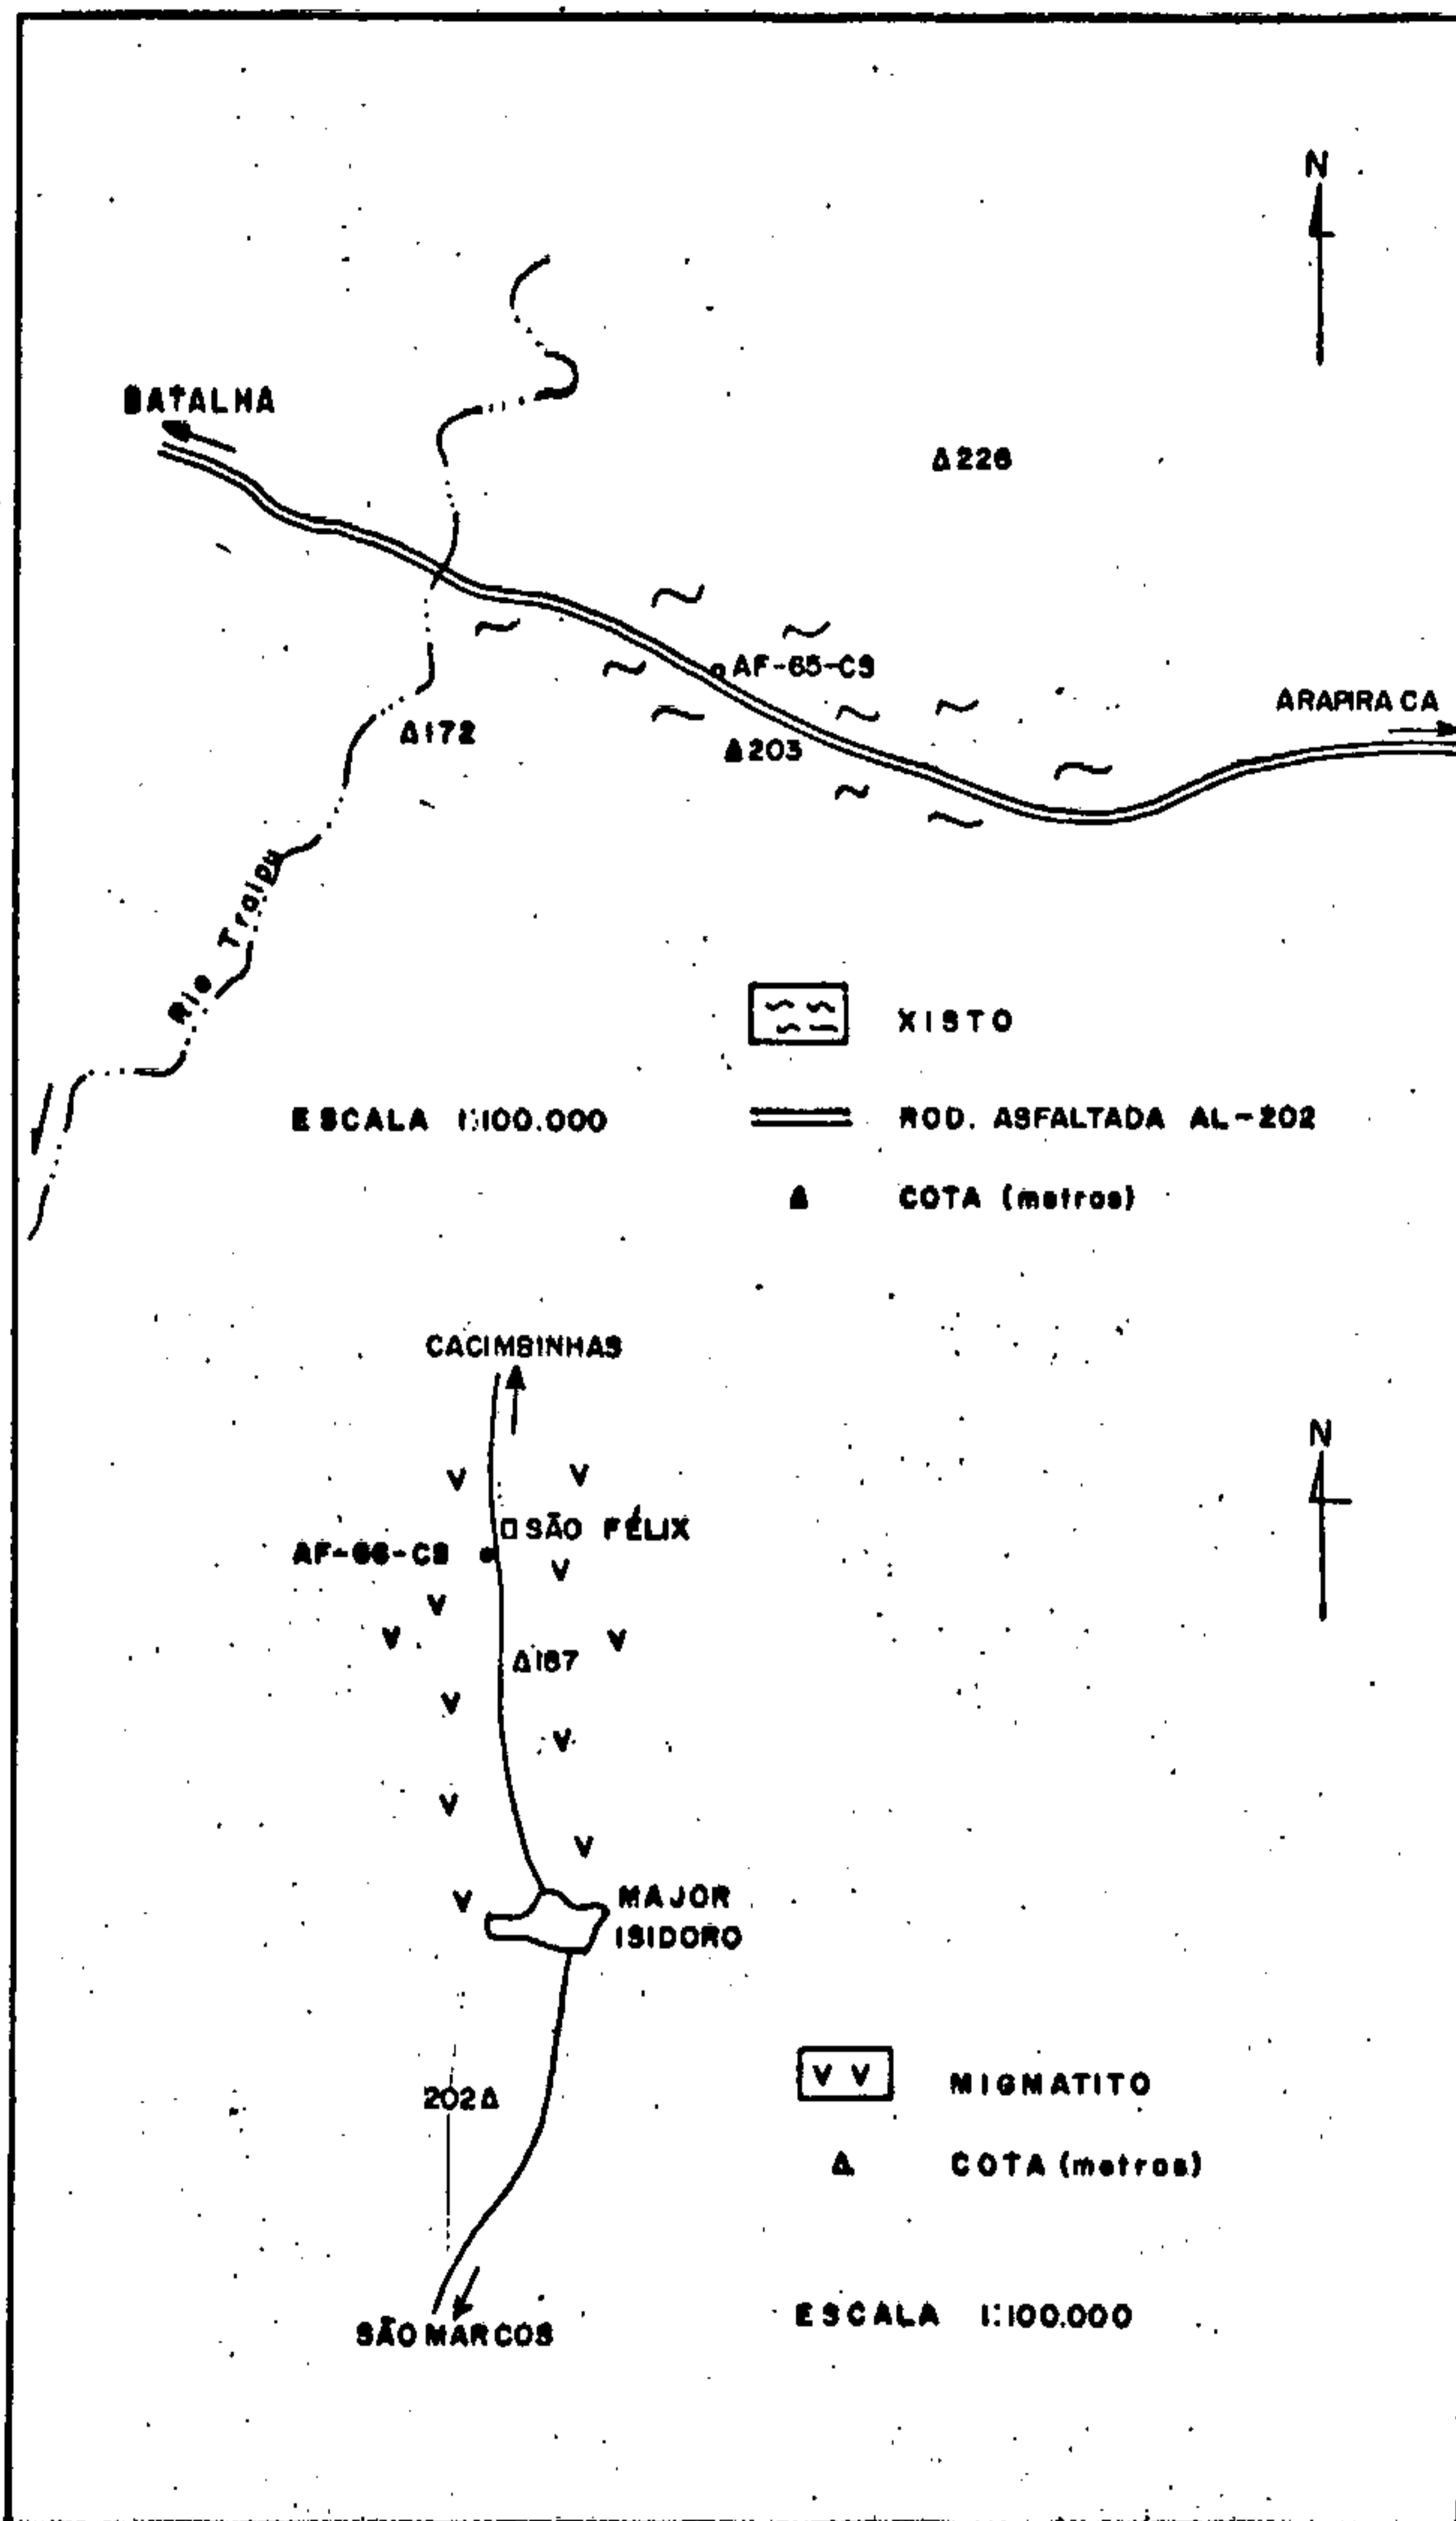 N
BATALHA
Δ226
AF-65-CS
ARAPIRACA
Δ172
Δ203
Rio Traipu
XISTO
ESCALA 1:100.000
ROD. ASFALTADA AL-202
Δ COTA (metros)
CACIMBINHAS
N
SÃO FÉLIX
AF-66-CS
Δ187
MAJOR
ISIDORO
202Δ
V V MIGMATITO
Δ COTA (metros)
ESCALA 1:100.000
SÃO MARCOS